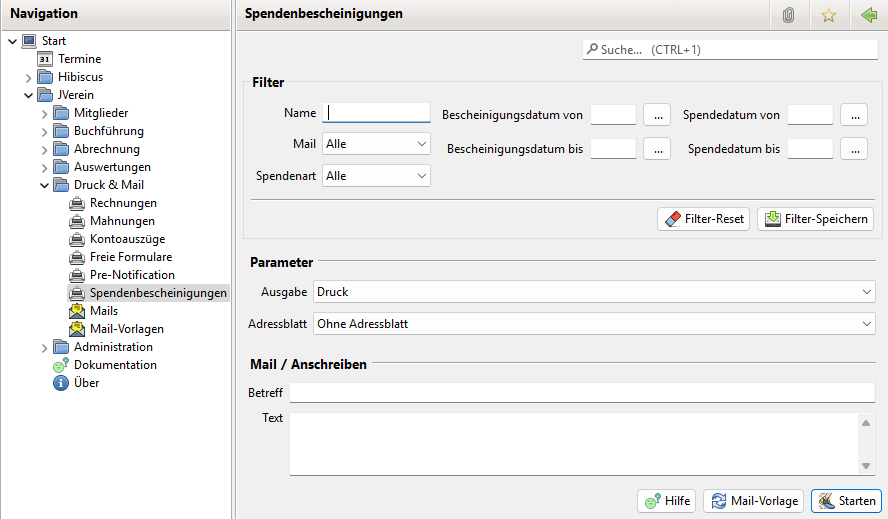 Navigation
Start
31 Termine
Hibiscus
JVerein
Mitglieder
Buchführung
Abrechnung
Auswertungen
Druck & Mail
Rechnungen
Mahnungen
Kontoauszüge
Freie Formulare
Pre-Notification
Spendenbescheinigungen
Mails
Mail-Vorlagen
Administration
Dokumentation
Über
Spendenbescheinigungen
Suche... (CTRL+1)
Filter
Name Bescheinigungsdatum von ... Spendedatum von ...
Mail Alle Bescheinigungsdatum bis ... Spendedatum bis ...
Spendenart Alle
Filter-Reset Filter-Speichern
Parameter
Ausgabe Druck
Adressblatt Ohne Adressblatt
Mail / Anschreiben
Betreff
Text
Hilfe Mail-Vorlage Starten